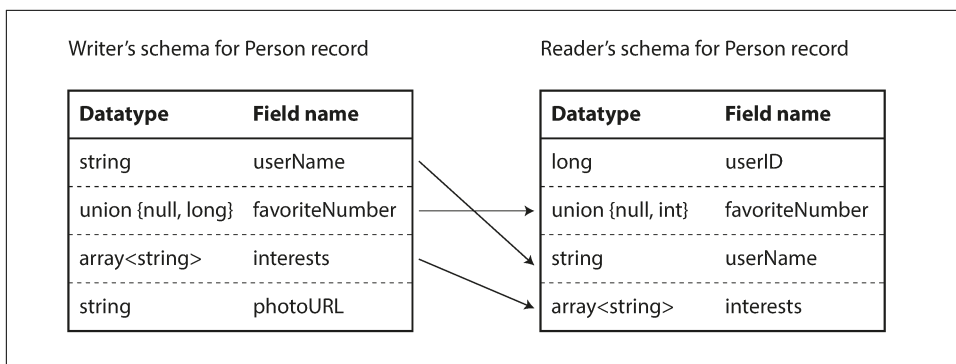 Writer’s schema for Person record
Datatype Field name
string userName
union {null, long} favoriteNumber
array<string> interests
string photoURL
Reader’s schema for Person record
Datatype Field name
long userID
union {null, int} favoriteNumber
string userName
array<string> interests